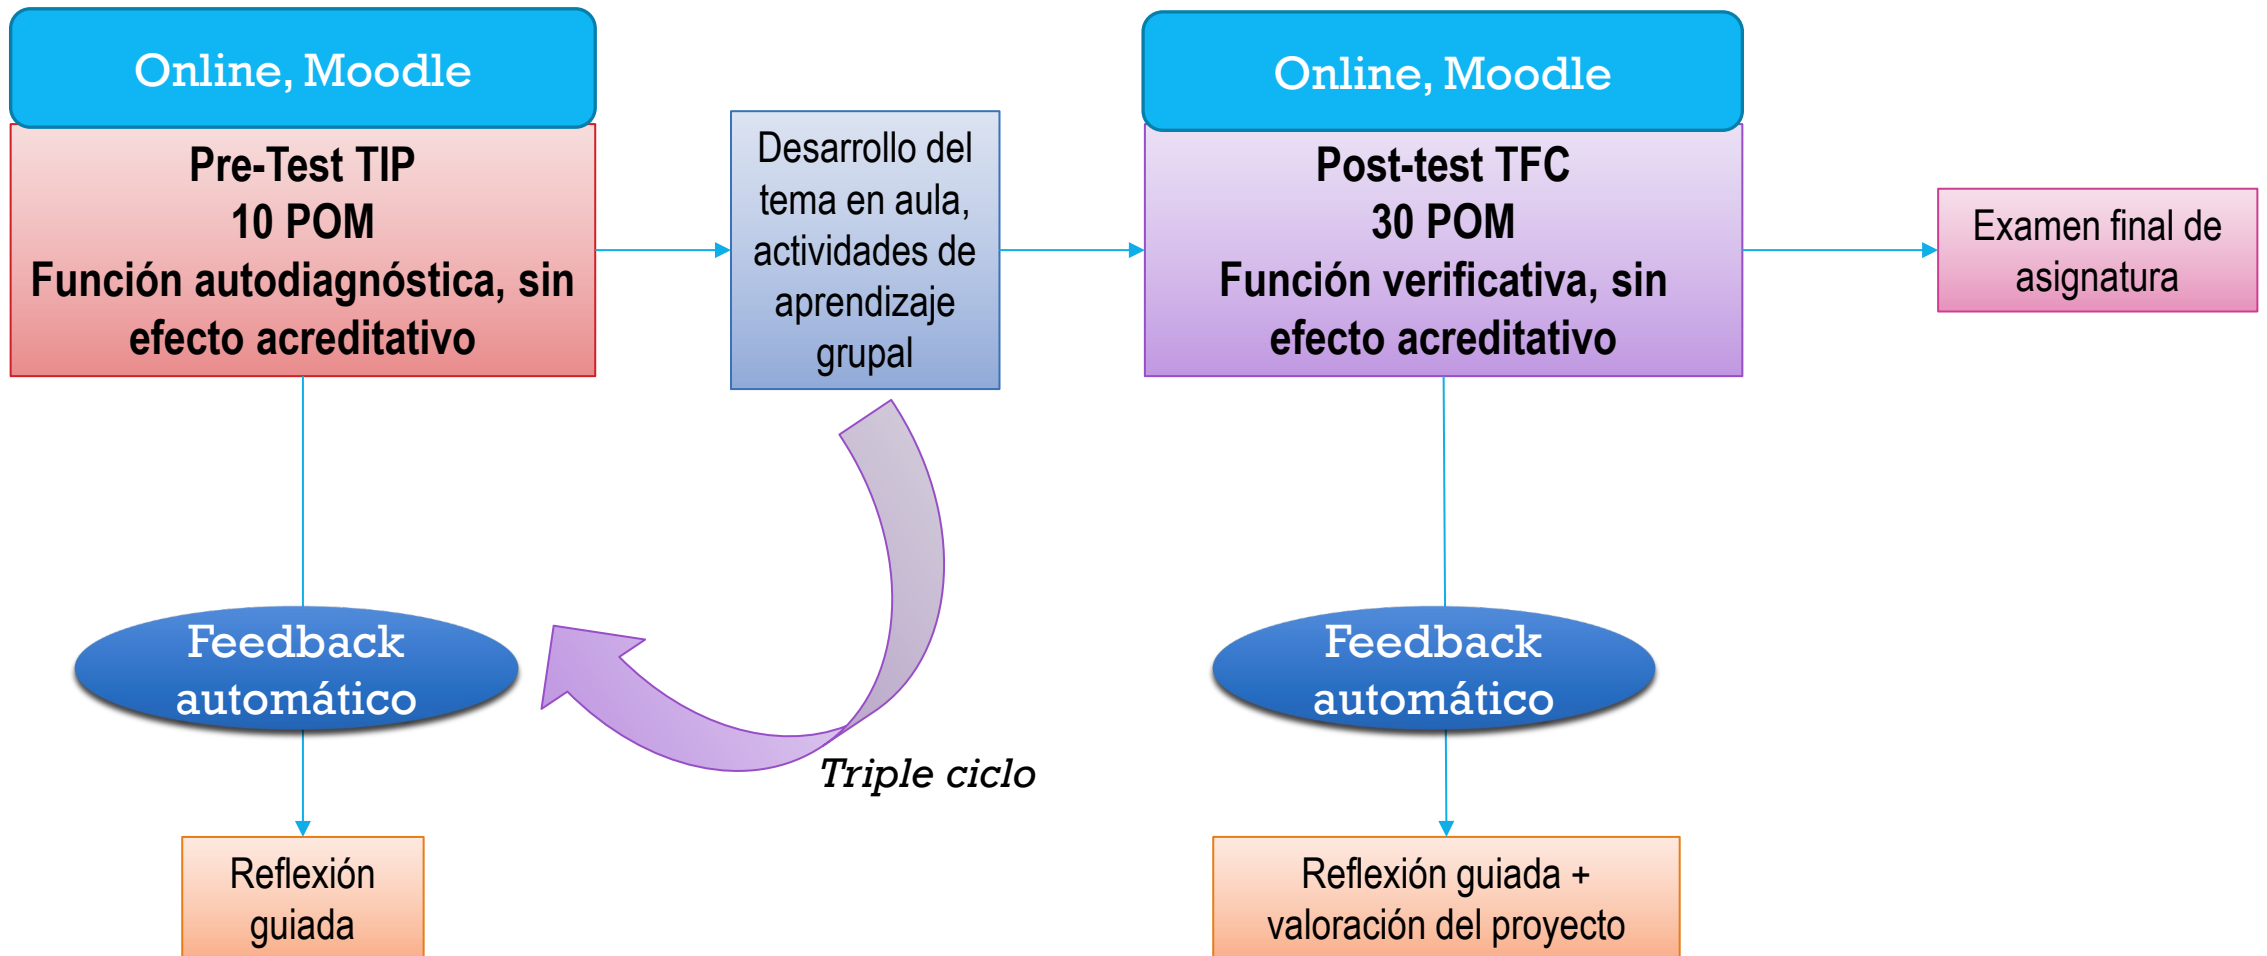 Online, Moodle
Pre-Test TIP
10 POM
Función autodiagnóstica, sin
efecto acreditativo
Desarrollo del
tema en aula,
actividades de
aprendizaje
grupal
Online, Moodle
Post-test TFC
30 POM
Función verificativa, sin
efecto acreditativo
Examen final de
asignatura
Feedback
automático
Triple ciclo
Feedback
automático
Reflexión
guiada
Reflexión guiada +
valoración del proyecto